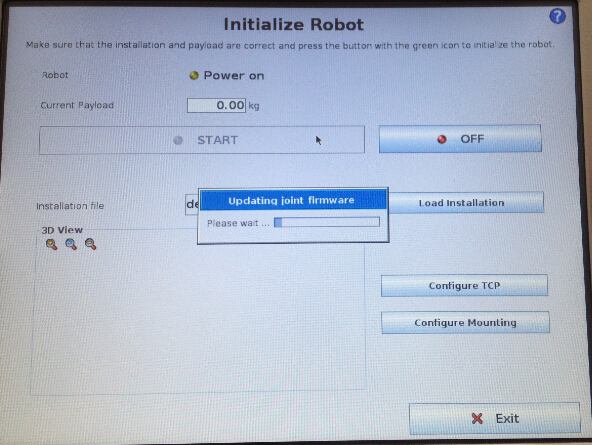 Initialize Robot
?
Make sure that the installation and payload are correct and press the button with the green icon to initialize the robot.
Robot
Power on
Current Payload
0.00 kg
START
OFF
Installation file
de
Load Installation
Updating joint firmware
Please wait ...
3D View
Configure TCP
Configure Mounting
Exit